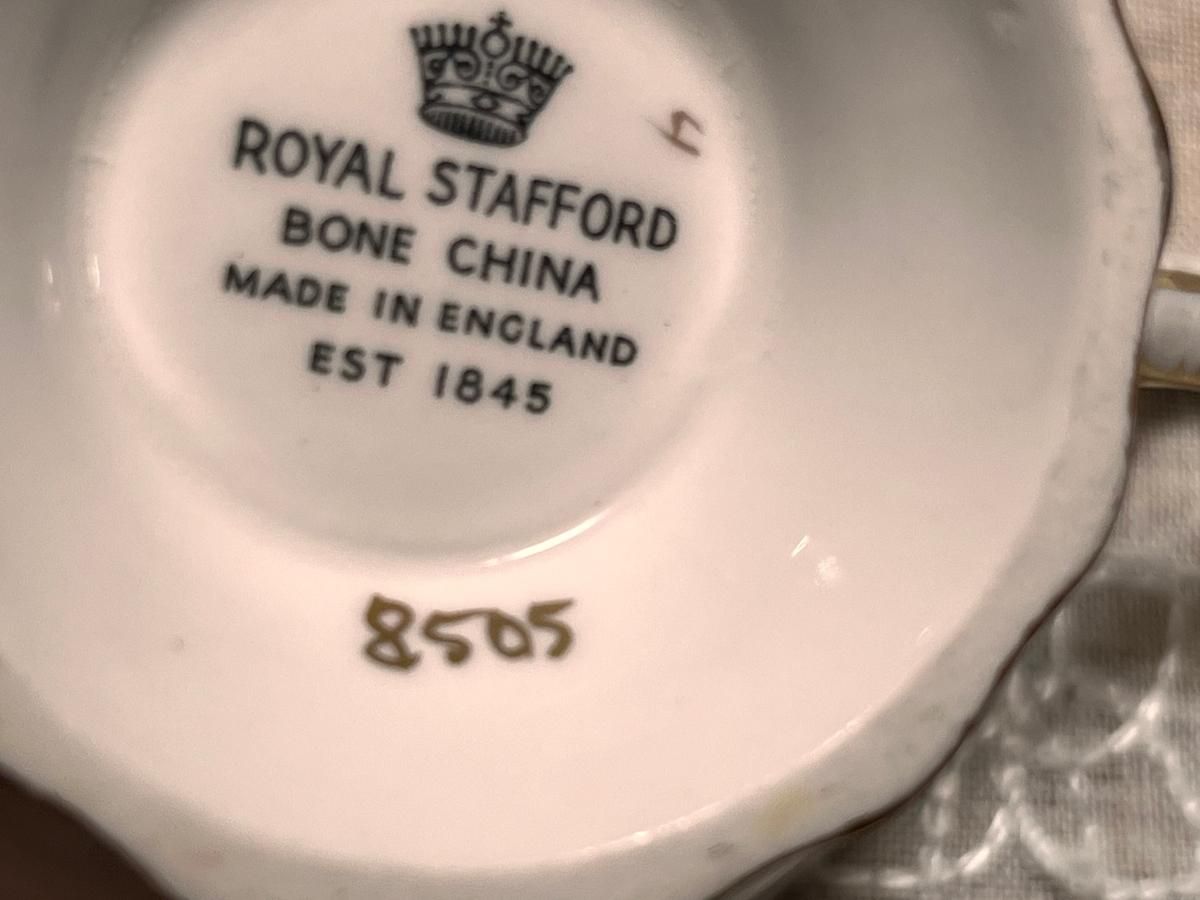 ROYAL STAFFORD
BONE CHINA
MADE IN ENGLAND
EST 1845
8505